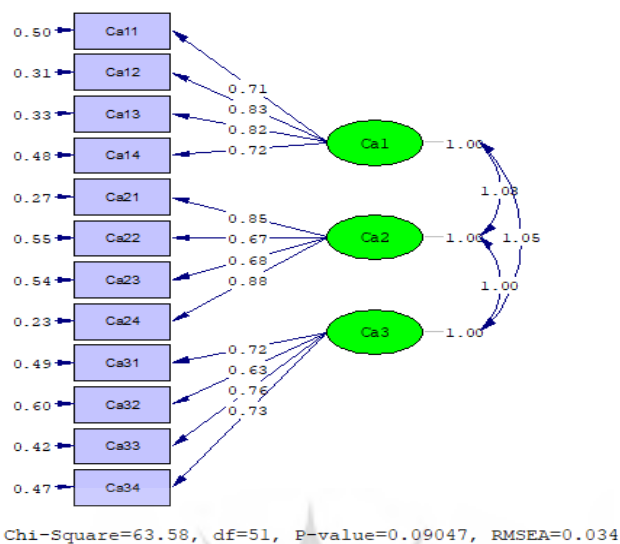 0.50 Ca11
0.31 Ca12
0.33 Ca13
0.48 Ca14
0.27 Ca21
0.55 Ca22
0.54 Ca23
0.23 Ca24
0.49 Ca31
0.60 Ca32
0.42 Ca33
0.47 Ca34
0.71
0.83
0.82
0.72
0.85
0.67
0.68
0.88
0.72
0.63
0.76
0.73
Ca1 1.00
Ca2 1.00
Ca3 1.00
1.05
1.00
Chi-Square=63.58, df=51, P-value=0.09047, RMSEA=0.034